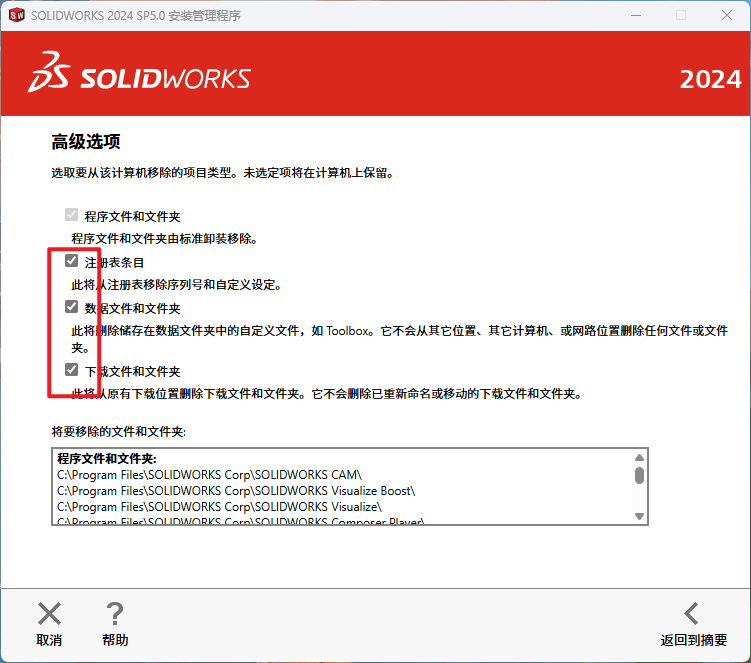 SOLIDWORKS 2024 SP5.0 安装管理程序
SOLIDWORKS
2024
高级选项
选取要从该计算机移除的项目类型。未选定项将在计算机上保留。
程序文件和文件夹
程序文件和文件夹由标准卸装移除。
注册表条目
此将从注册表移除序列号和自定义设定。
数据文件和文件夹
此将删除储存在数据文件夹中的自定义文件，如 Toolbox。它不会从其它位置、其它计算机、或网路位置删除任何文件或文件
夹。
下载文件和文件夹
此将从原有下载位置删除下载文件和文件夹。它不会删除已重新命名或移动的下载文件和文件夹。
将要移除的文件和文件夹:
程序文件和文件夹:
C:\Program Files\SOLIDWORKS Corp\SOLIDWORKS CAM\
C:\Program Files\SOLIDWORKS Corp\SOLIDWORKS Visualize Boost\
C:\Program Files\SOLIDWORKS Corp\SOLIDWORKS Visualize\
C:\Program Files\SOLIDWORKS Corp\SOLIDWORKS Composer Player\
取消
帮助
返回到摘要